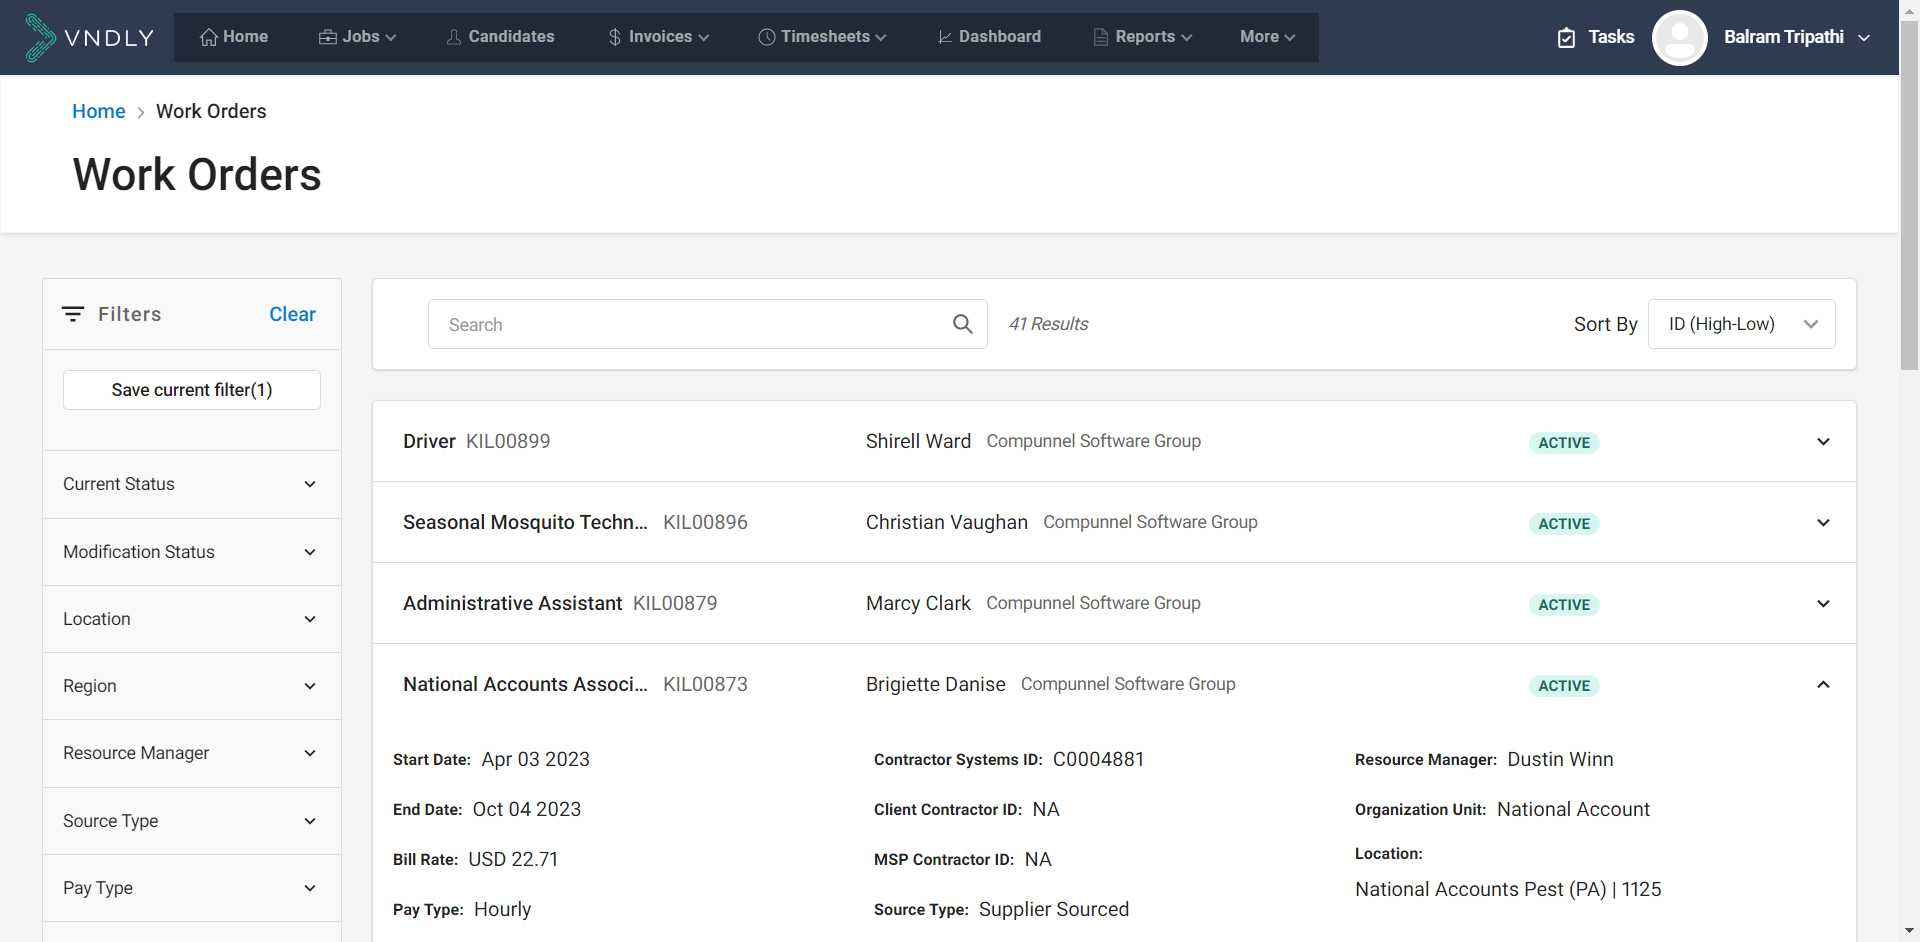 VNDLY
Home
Jobs
Candidates
$ Invoices
Timesheets
Dashboard
Reports
More
Tasks
Balram Tripathi
Home > Work Orders
Work Orders
Filters Clear
Save current filter(1)
Current Status
Modification Status
Location
Region
Resource Manager
Source Type
Pay Type
Search
41 Results
Sort By ID (High-Low)
Driver KIL00899 Shirell Ward Compunnel Software Group ACTIVE
Seasonal Mosquito Techn... KIL00896 Christian Vaughan Compunnel Software Group ACTIVE
Administrative Assistant KIL00879 Marcy Clark Compunnel Software Group ACTIVE
National Accounts Associ... KIL00873 Brigiette Danise Compunnel Software Group ACTIVE
Start Date: Apr 03 2023
End Date: Oct 04 2023
Bill Rate: USD 22.71
Pay Type: Hourly
Contractor Systems ID: C0004881
Client Contractor ID: NA
MSP Contractor ID: NA
Source Type: Supplier Sourced
Resource Manager: Dustin Winn
Organization Unit: National Account
Location:
National Accounts Pest (PA) | 1125